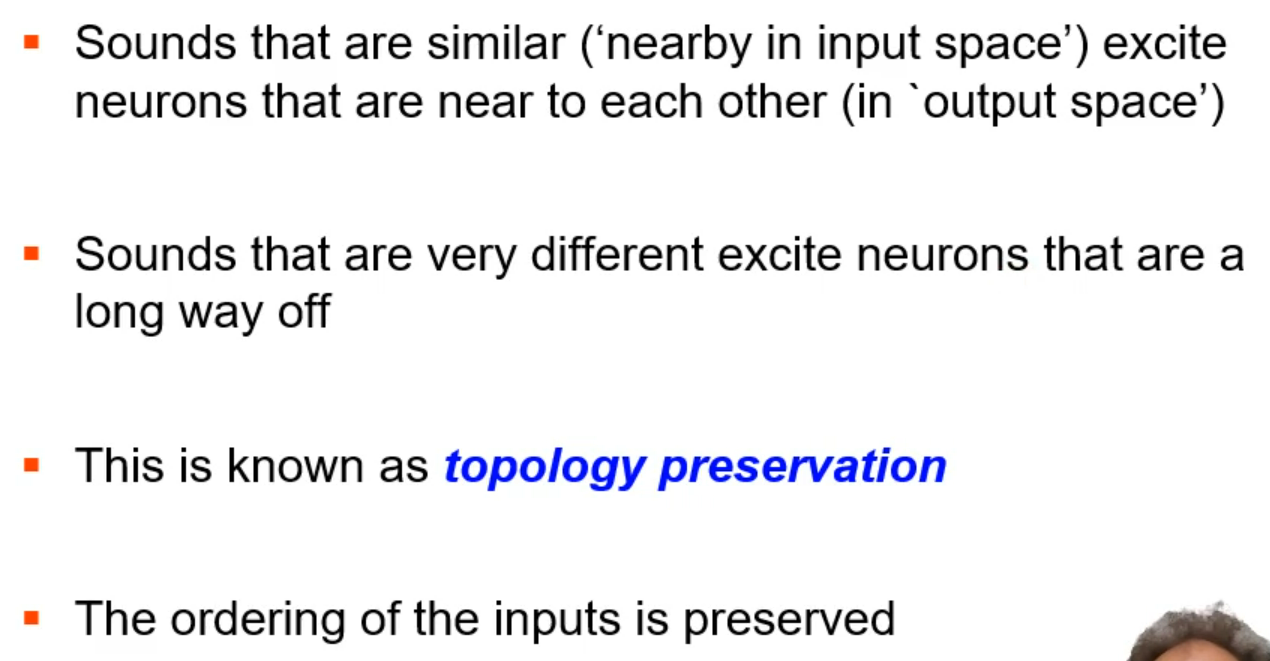 ▪ Sounds that are similar (‘nearby in input space’) excite
neurons that are near to each other (in `output space’)
▪ Sounds that are very different excite neurons that are a
long way off
▪ This is known as topology preservation
▪ The ordering of the inputs is preserved